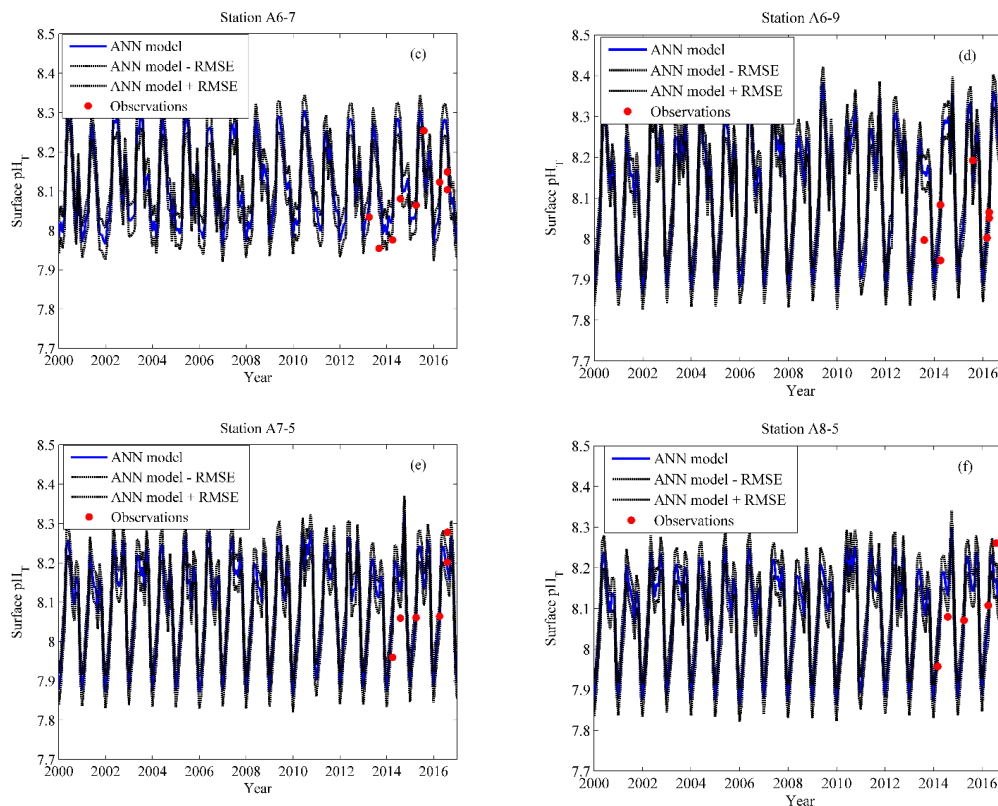 Station A6-7
8.5
ANN model
ANN model - RMSE
ANN model + RMSE
Observations
(c)
8.4
8.3
8.2
8.1
8
7.9
7.8
7.7
Surface pH_T
2000 2002 2004 2006 2008 2010 2012 2014 2016
Year
Station A6-9
8.5
ANN model
ANN model - RMSE
ANN model + RMSE
Observations
(d)
8.4
8.3
8.2
8.1
8
7.9
7.8
7.7
Surface pH_T
2000 2002 2004 2006 2008 2010 2012 2014 2016
Year
Station A7-5
8.5
ANN model
ANN model - RMSE
ANN model + RMSE
Observations
(e)
8.4
8.3
8.2
8.1
8
7.9
7.8
7.7
Surface pH_T
2000 2002 2004 2006 2008 2010 2012 2014 2016
Year
Station A8-5
8.5
ANN model
ANN model - RMSE
ANN model + RMSE
Observations
(f)
8.4
8.3
8.2
8.1
8
7.9
7.8
7.7
Surface pH_T
2000 2002 2004 2006 2008 2010 2012 2014 2016
Year